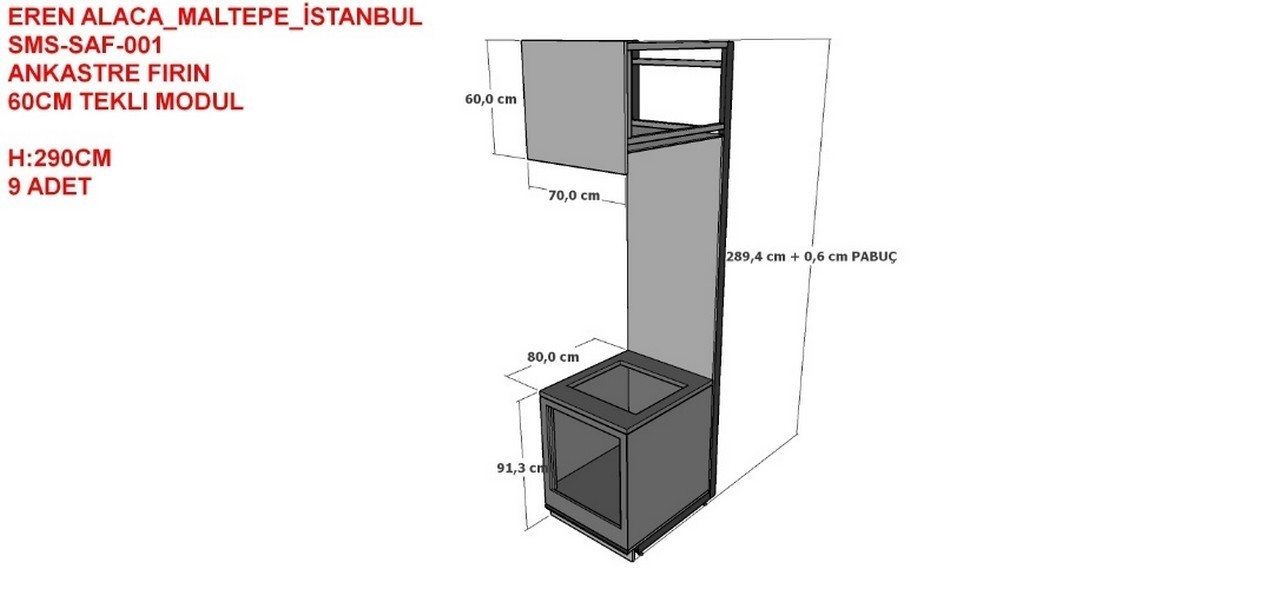 EREN ALACA_MALTEPE_İSTANBUL
SMS-SAF-001
ANKASTRE FIRIN
60CM TEKLI MODUL
H:290CM
9 ADET
60,0 cm
70,0 cm
289,4 cm + 0,6 cm PABUÇ
80,0 cm
91,3 cm